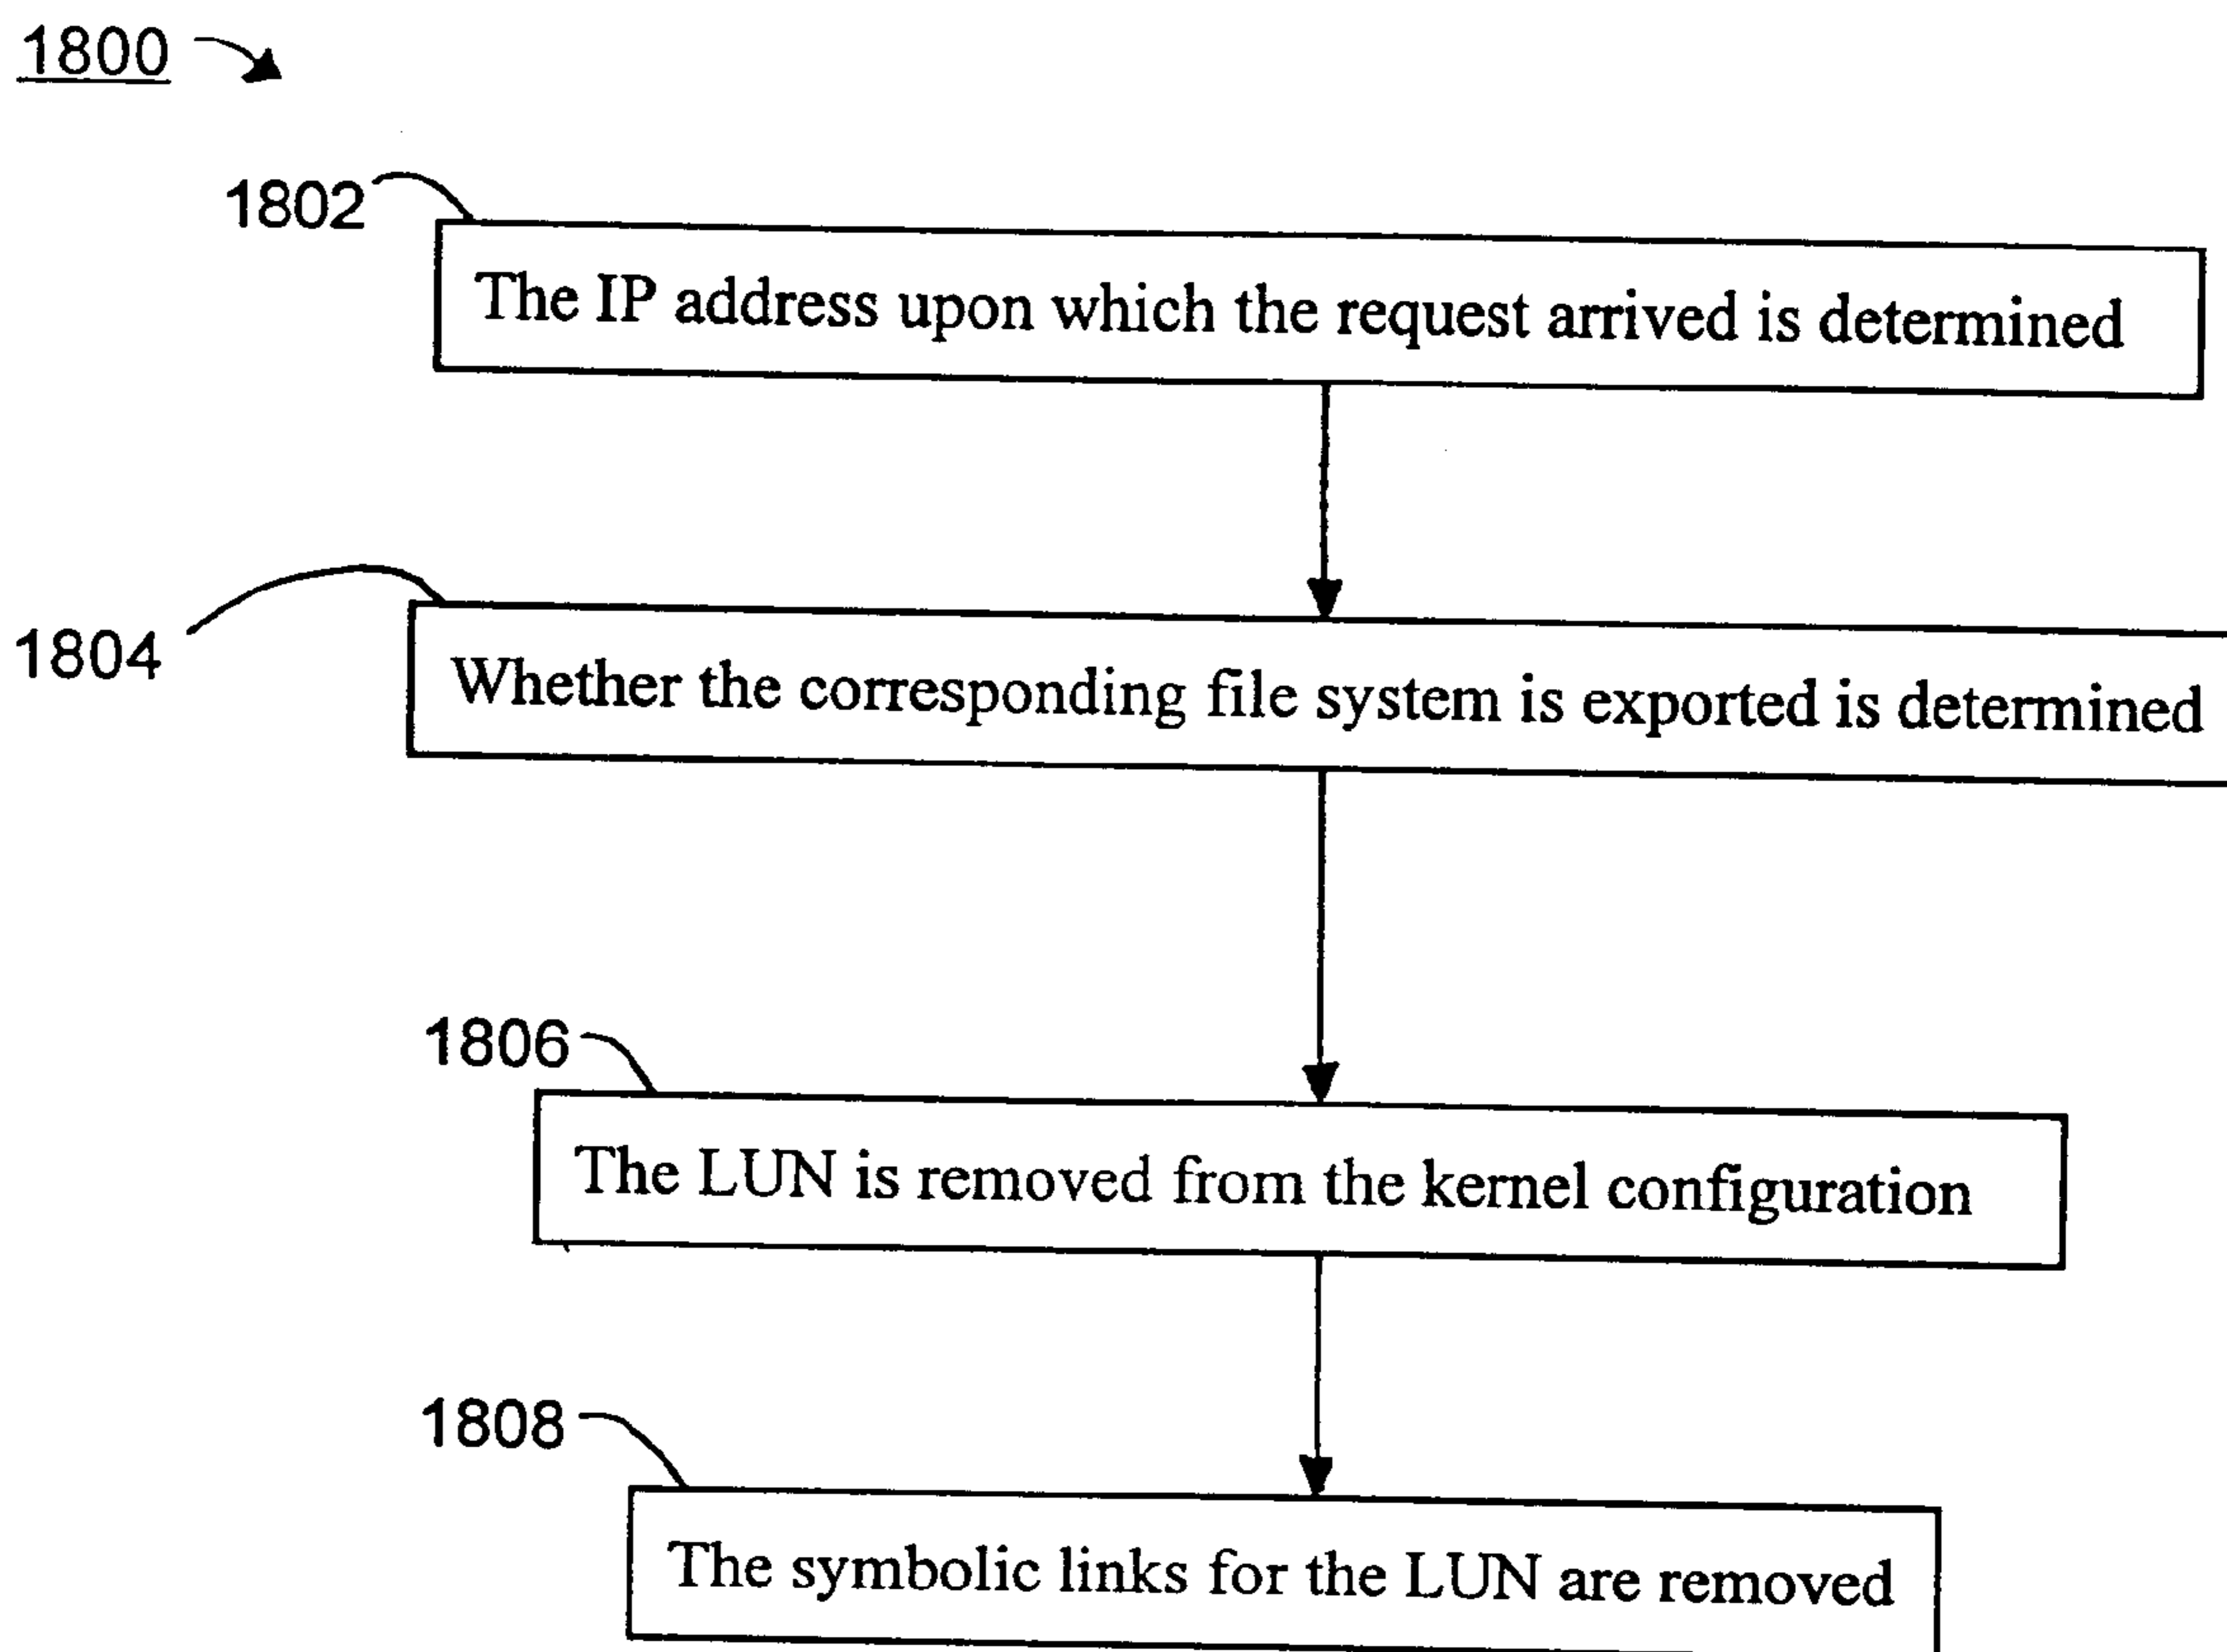 1800
1802
The IP address upon which the request arrived is determined
1804
Whether the corresponding file system is exported is determined
1806
The LUN is removed from the kernel configuration
1808
The symbolic links for the LUN are removed